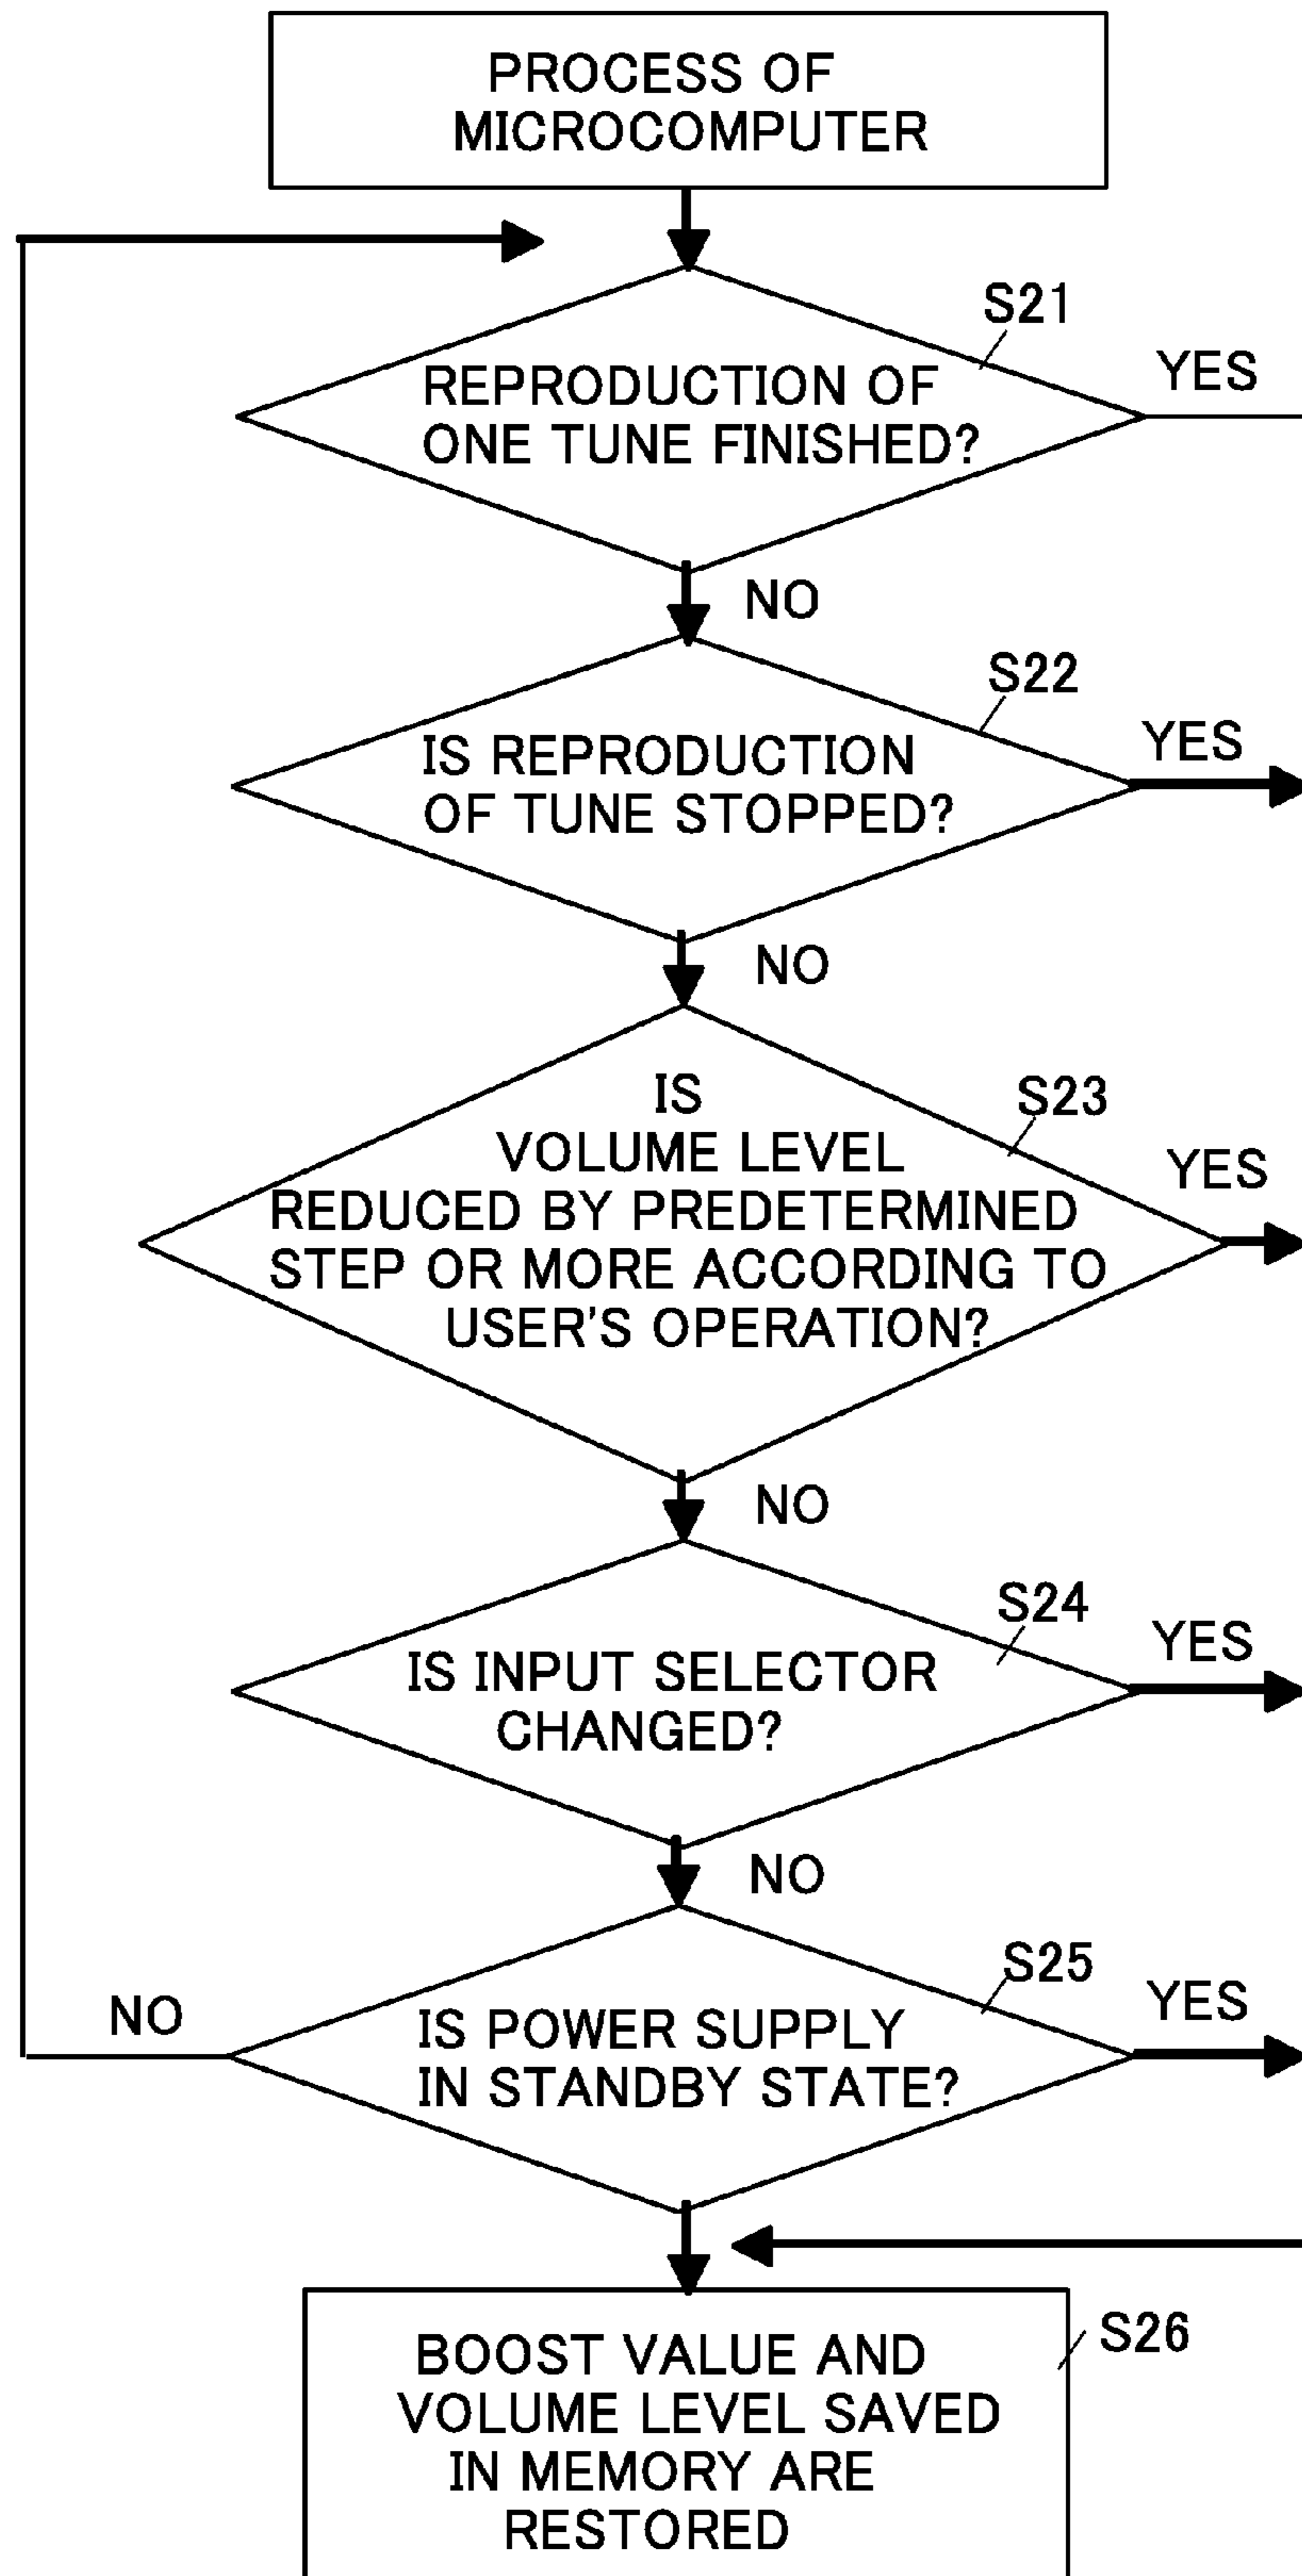 PROCESS OF
MICROCOMPUTER
S21
YES
REPRODUCTION OF
ONE TUNE FINISHED?
NO
S22
YES
IS REPRODUCTION
OF TUNE STOPPED?
NO
IS
S23
VOLUME LEVEL
YES
REDUCED BY PREDETERMINED
STEP OR MORE ACCORDING TO
USER'S OPERATION?
NO
S24
YES
IS INPUT SELECTOR
CHANGED?
NO
S25
YES
NO
IS POWER SUPPLY
IN STANDBY STATE?
S26
BOOST VALUE AND
VOLUME LEVEL SAVED
IN MEMORY ARE
RESTORED